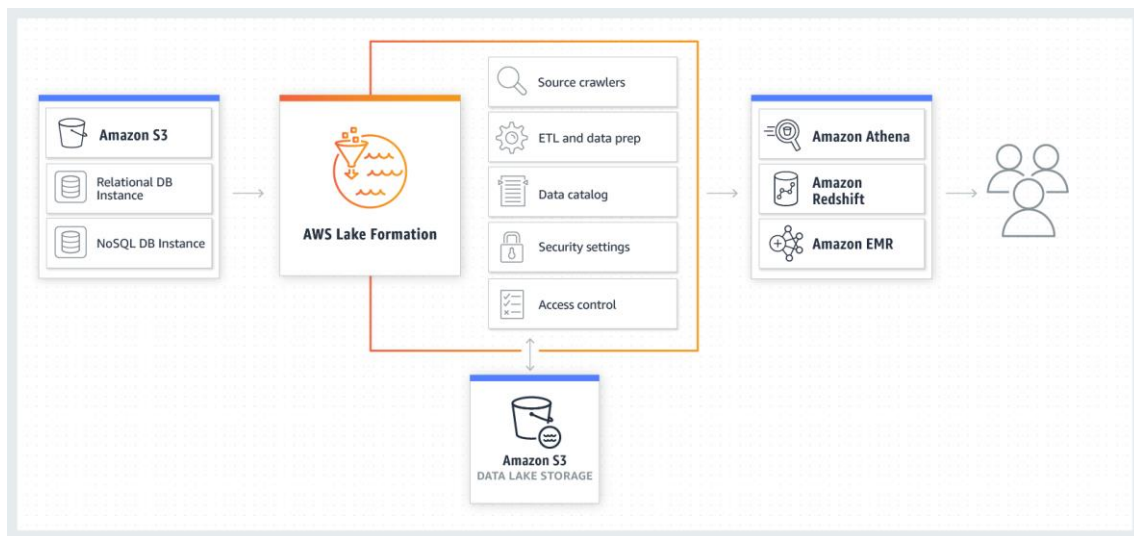 Amazon S3
Relational DB
Instance
NoSQL DB Instance
AWS Lake Formation
Source crawlers
ETL and data prep
Data catalog
Security settings
Access control
Amazon S3
DATA LAKE STORAGE
Amazon Athena
Amazon
Redshift
Amazon EMR